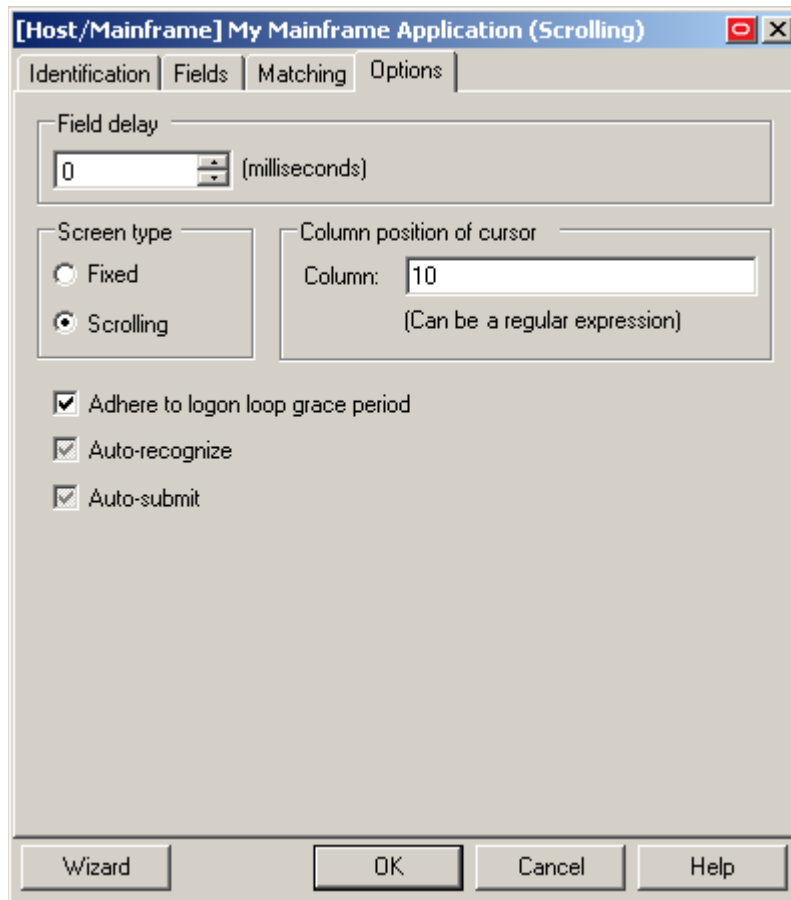 [Host/Mainframe] My Mainframe Application (Scrolling)
Identification Fields Matching Options
Field delay
0 (milliseconds)
Screen type
Fixed
Scrolling
Column position of cursor
Column: 10
(Can be a regular expression)
Adhere to logon loop grace period
Auto-recognize
Auto-submit
Wizard OK Cancel Help